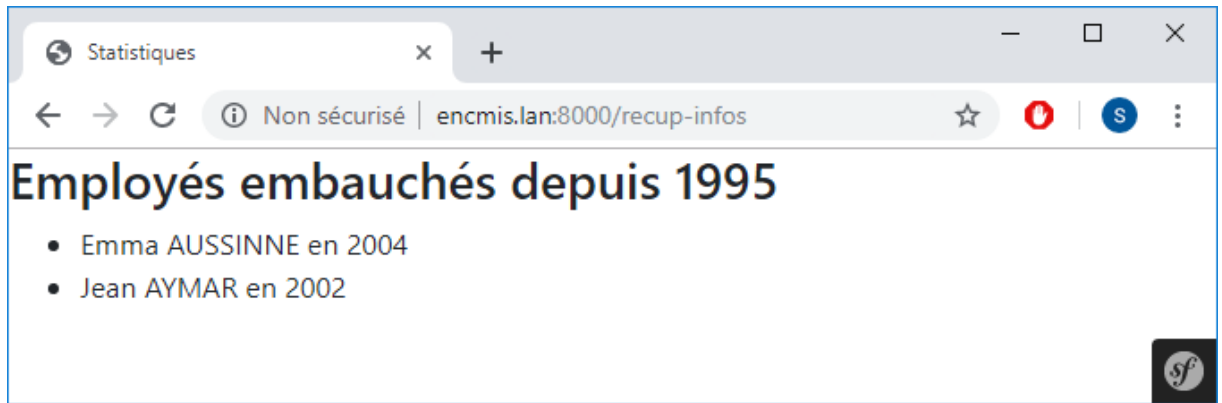 Statistiques
Non sécurisé | encmis.lan:8000/recup-infos
S
Employés embauchés depuis 1995
• Emma AUSSINNE en 2004
• Jean AYMAR en 2002
sf